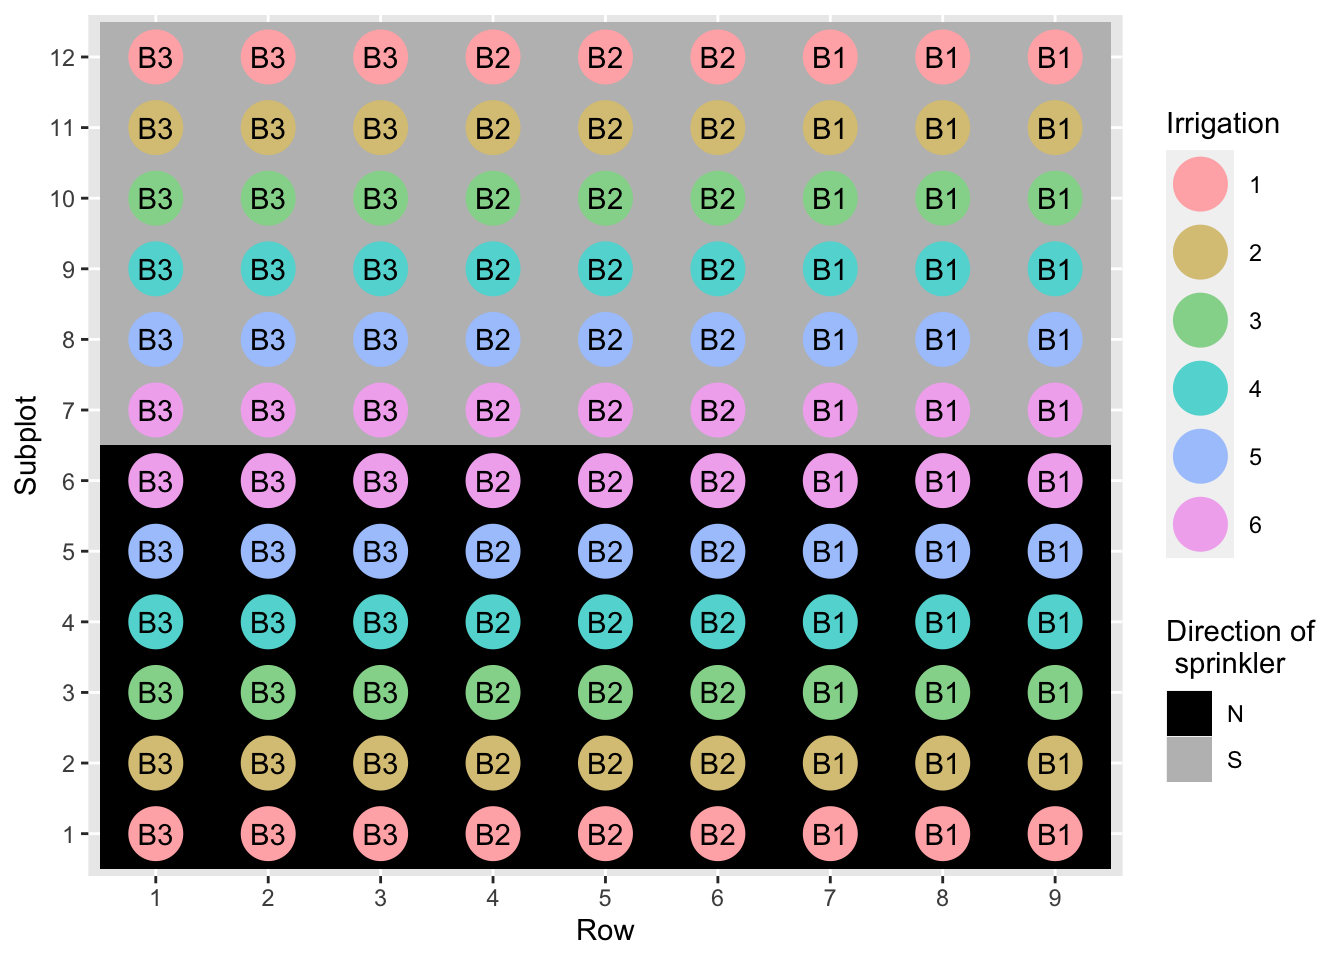 12 B3 B3 B3 B2 B2 B2 B1 B1 B1
11 B3 B3 B3 B2 B2 B2 B1 B1 B1
10 B3 B3 B3 B2 B2 B2 B1 B1 B1
9 B3 B3 B3 B2 B2 B2 B1 B1 B1
8 B3 B3 B3 B2 B2 B2 B1 B1 B1
7 B3 B3 B3 B2 B2 B2 B1 B1 B1
6 B3 B3 B3 B2 B2 B2 B1 B1 B1
5 B3 B3 B3 B2 B2 B2 B1 B1 B1
4 B3 B3 B3 B2 B2 B2 B1 B1 B1
3 B3 B3 B3 B2 B2 B2 B1 B1 B1
2 B3 B3 B3 B2 B2 B2 B1 B1 B1
1 B3 B3 B3 B2 B2 B2 B1 B1 B1
1 2 3 4 5 6 7 8 9
Row
Subplot
Irrigation
1
2
3
4
5
6
Direction of
sprinkler
N
S